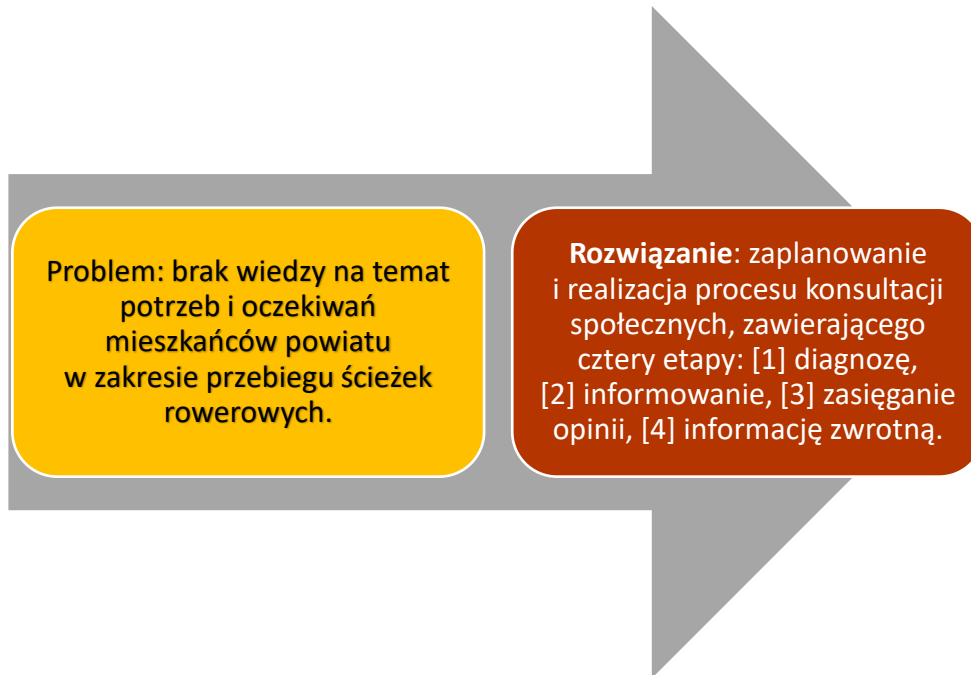 Problem: brak wiedzy na temat
potrzeb i oczekiwań
mieszkańców powiatu
w zakresie przebiegu ścieżek
rowerowych.
Rozwiązanie: zaplanowanie
i realizacja procesu konsultacji
społecznych, zawierającego
cztery etapy: [1] diagnozę,
[2] informowanie, [3] zasięganie
opinii, [4] informację zwrotną.